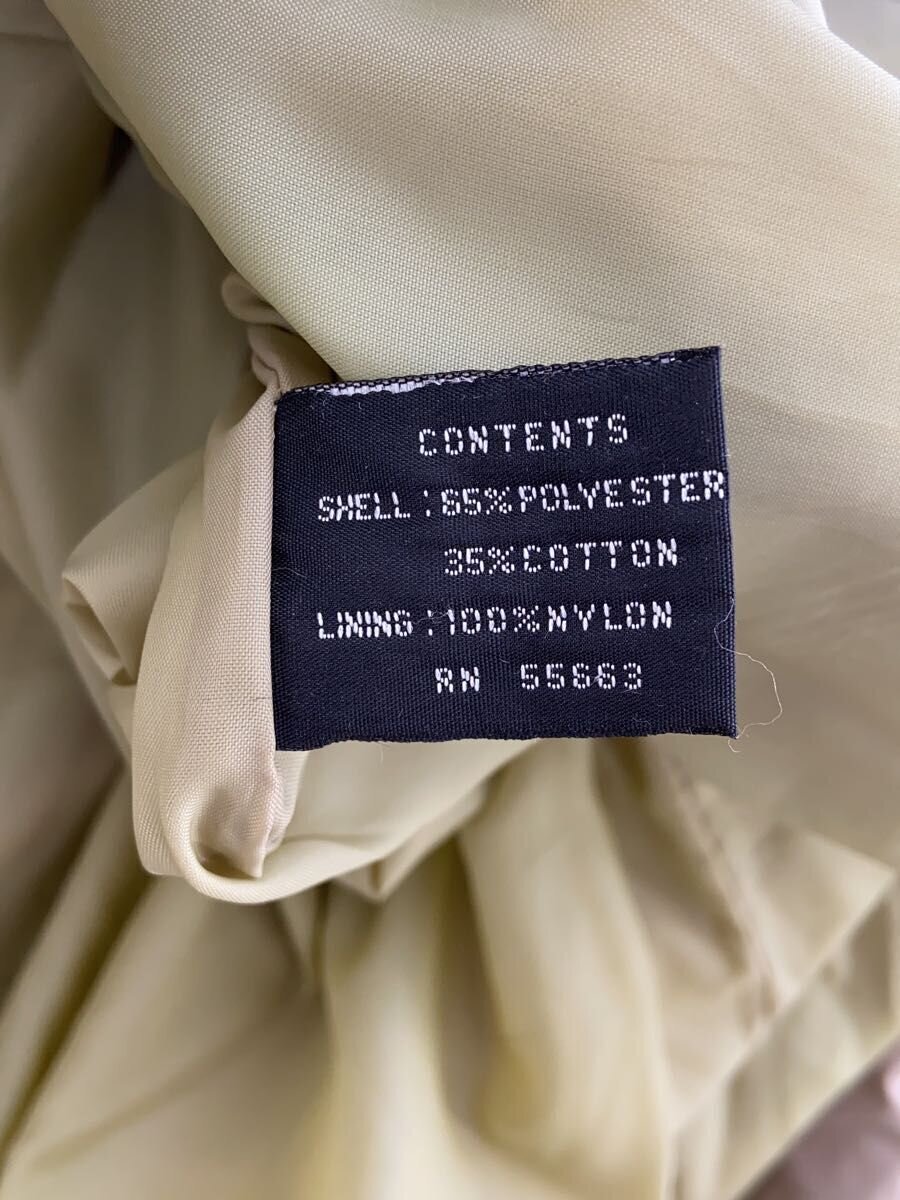 CONTENTS
SHELL : 65% POLYESTER
35% COTTON
LINING : 100% NYLON
RN 55663